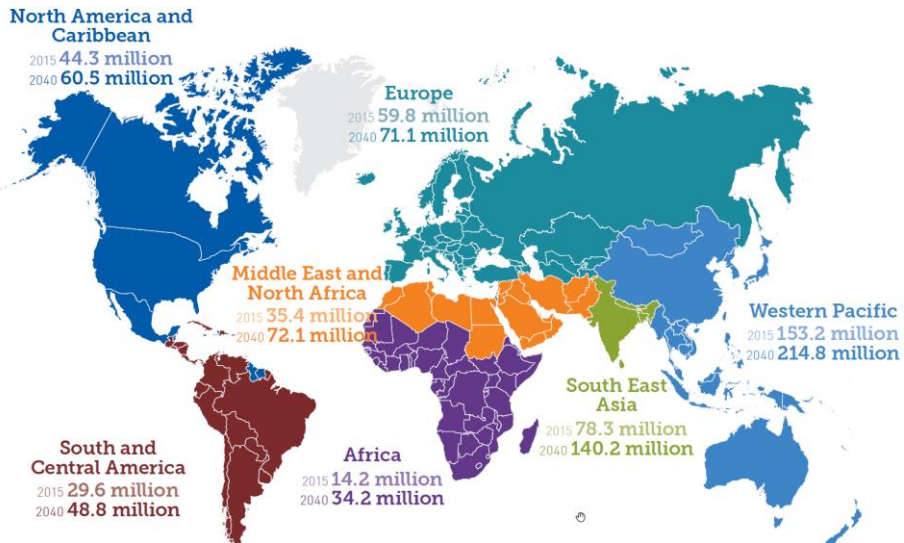 North America and
Caribbean
2015 44.3 million
2040 60.5 million
Europe
2015 59.8 million
2040 71.1 million
Middle East and
North Africa
2015 35.4 million
2040 72.1 million
Western Pacific
2015 153.2 million
2040 214.8 million
South East
Asia
2015 78.3 million
2040 140.2 million
South and
Central America
2015 29.6 million
2040 48.8 million
Africa
2015 14.2 million
2040 34.2 million